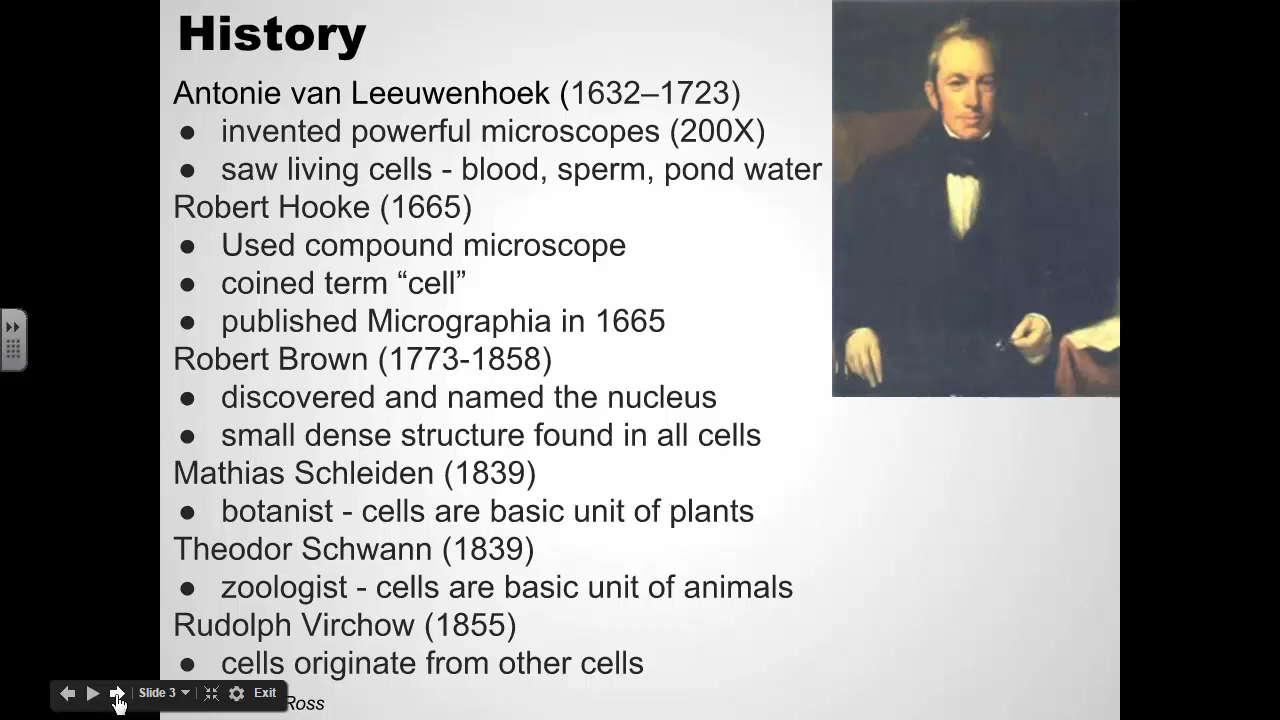 History
Antonie van Leeuwenhoek (1632–1723)
● invented powerful microscopes (200X)
● saw living cells - blood, sperm, pond water
Robert Hooke (1665)
● Used compound microscope
● coined term “cell”
● published Micrographia in 1665
Robert Brown (1773-1858)
● discovered and named the nucleus
● small dense structure found in all cells
Mathias Schleiden (1839)
● botanist - cells are basic unit of plants
Theodor Schwann (1839)
● zoologist - cells are basic unit of animals
Rudolph Virchow (1855)
● cells originate from other cells
Slide 3 Exit
Ross